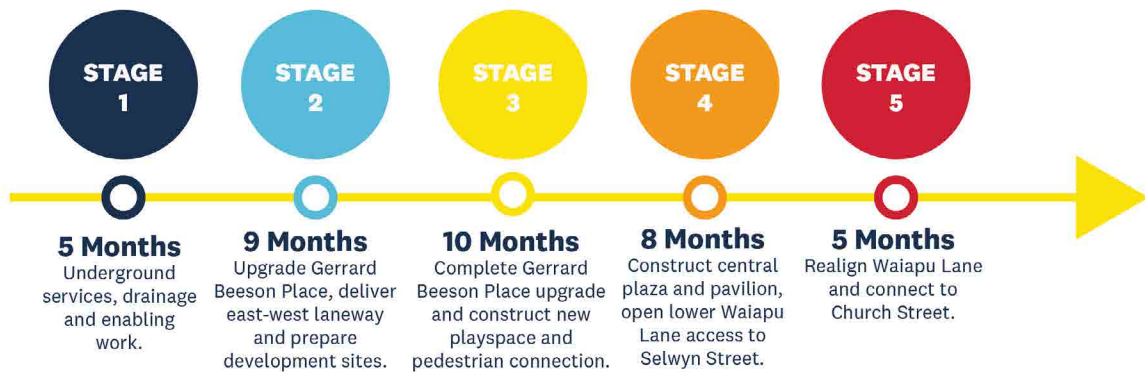 STAGE
1
STAGE
2
STAGE
3
STAGE
4
STAGE
5
5 Months
Underground
services, drainage
and enabling
work.
9 Months
Upgrade Gerrard
Beeson Place, deliver
east-west laneway
and prepare
development sites.
10 Months
Complete Gerrard
Beeson Place upgrade
and construct new
playspace and
pedestrian connection.
8 Months
Construct central
plaza and pavilion,
open lower Waiapu
Lane access to
Selwyn Street.
5 Months
Realign Waiapu Lane
and connect to
Church Street.